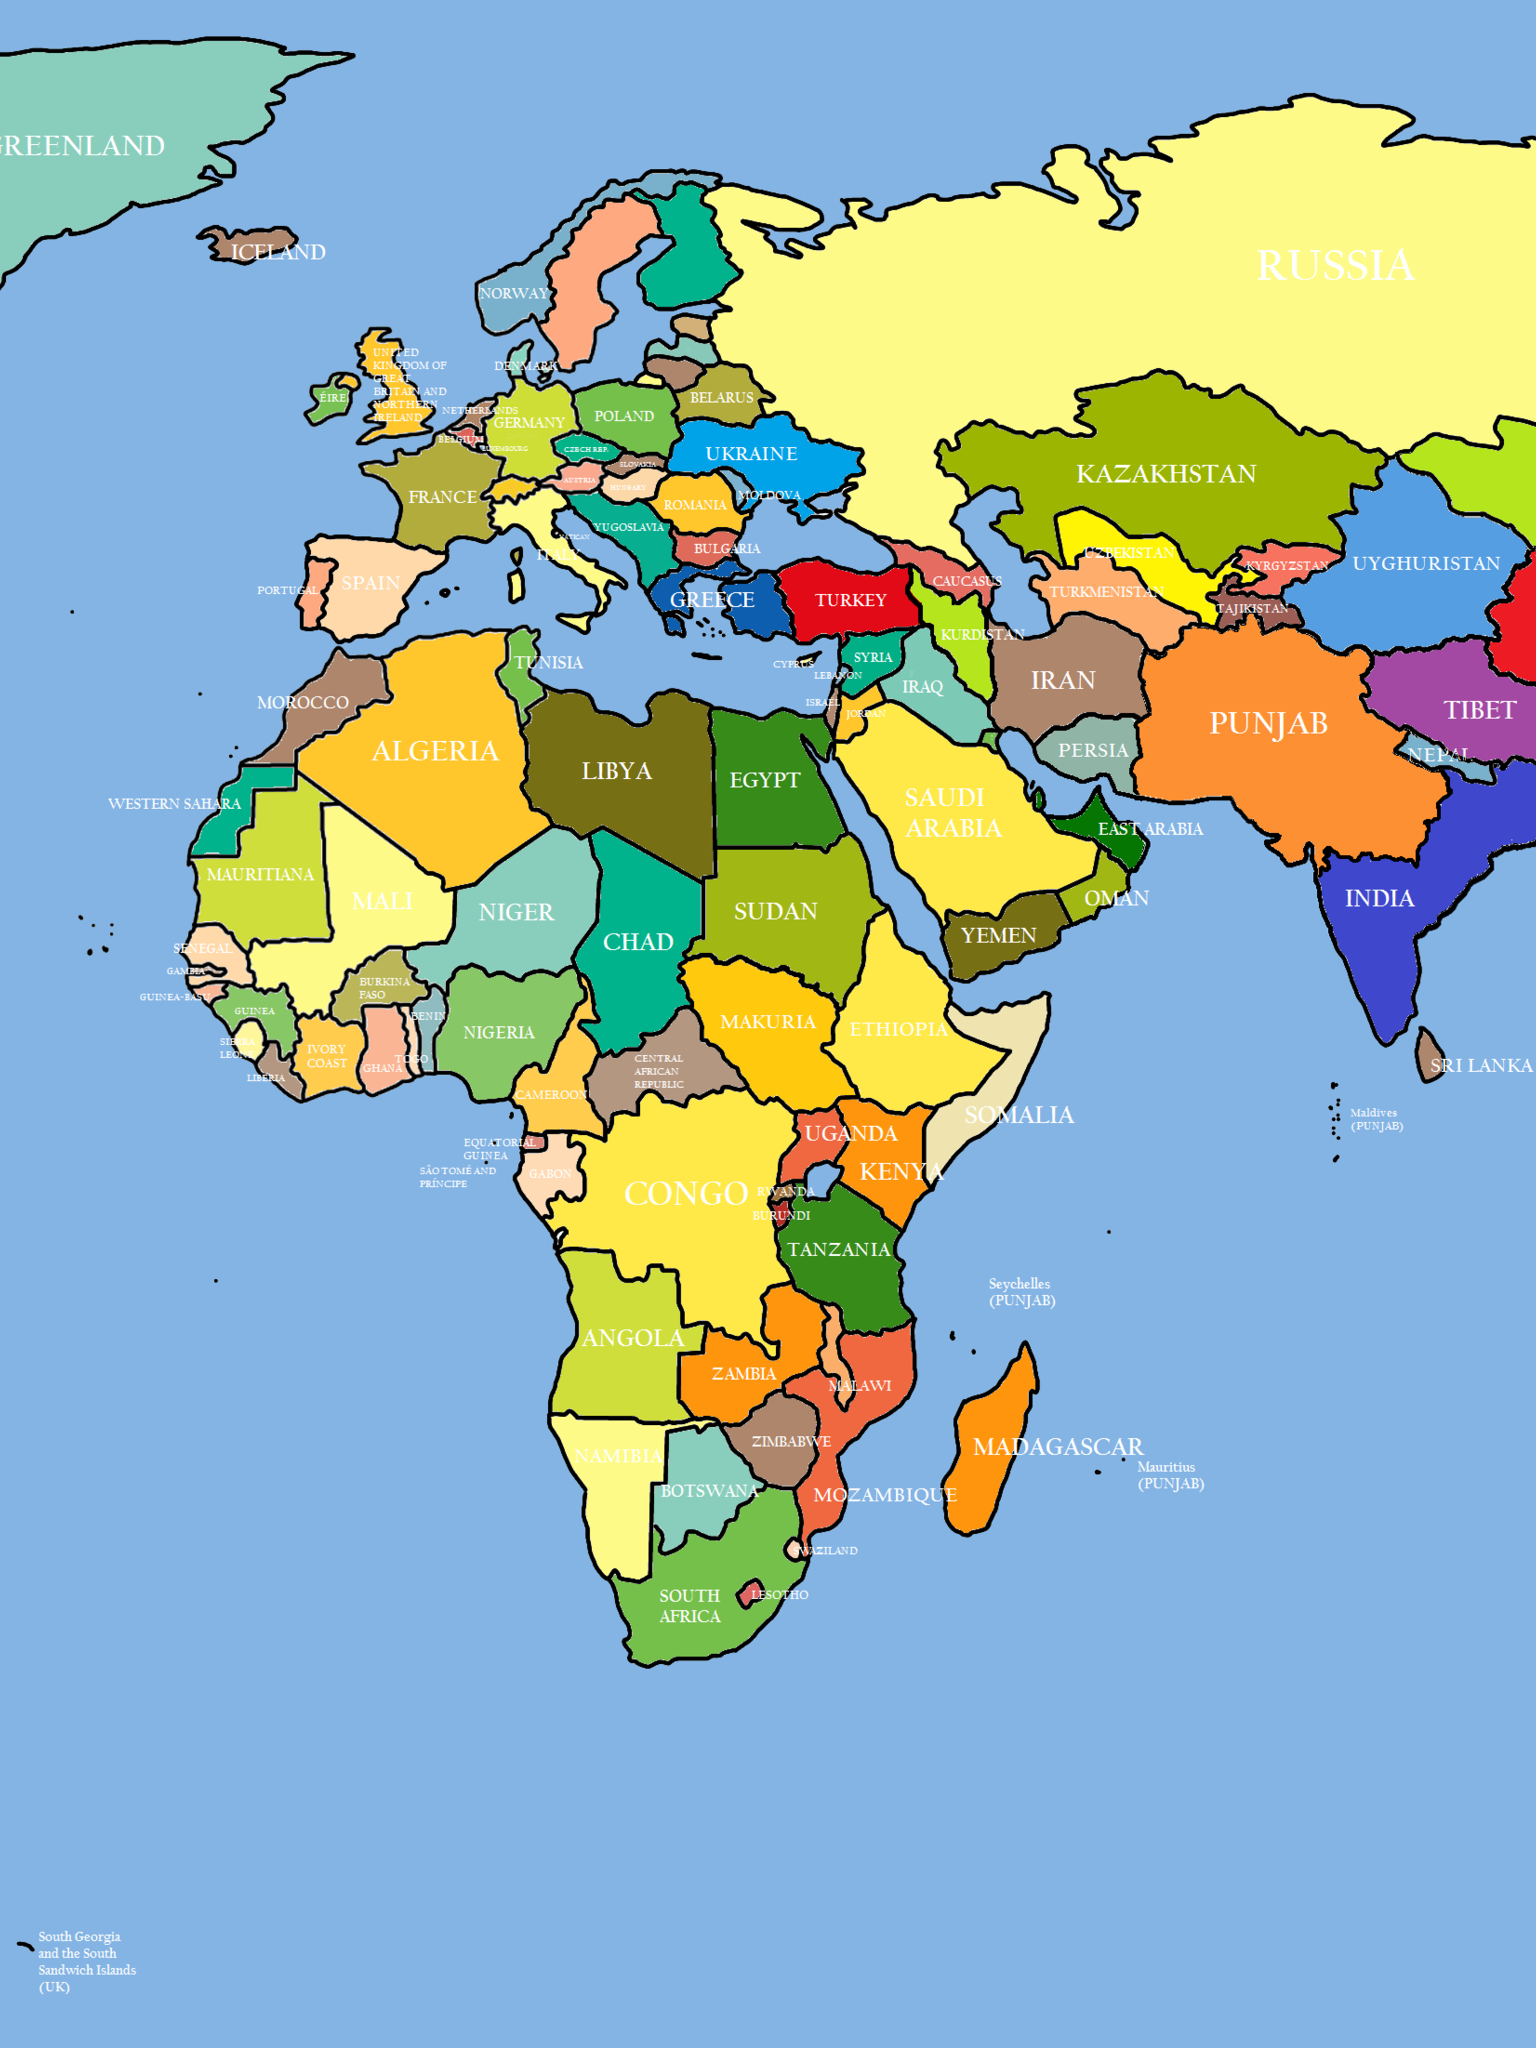 GREENLAND
ICELAND
RUSSIA
NORWAY
DENMARK
UNITED
KINGDOM OF
GREAT
BRITAIN AND
NORTHERN
IRELAND
ÉIRE
NETHERLANDS
BELGIUM
LUXEMBOURG
GERMANY
POLAND
BELARUS
CZECH REP.
SLOVAKIA
UKRAINE
KAZAKHSTAN
FRANCE
AUSTRIA
HUNGARY
ROMANIA
MOLDOVA
YUGOSLAVIA
VATICAN
ITALY
BULGARIA
UZBEKISTAN
KYRGYZSTAN
UYGHURISTAN
PORTUGAL
SPAIN
GREECE
TURKEY
CAUCASUS
TURKMENISTAN
TAJIKISTAN
KURDISTAN
TUNISIA
CYPRUS
SYRIA
LEBANON
IRAQ
IRAN
MOROCCO
ISRAEL
JORDAN
PUNJAB
TIBET
NEPAL
ALGERIA
LIBYA
EGYPT
PERSIA
SAUDI
ARABIA
WESTERN SAHARA
EAST ARABIA
MAURITIANA
MALI
NIGER
CHAD
SUDAN
YEMEN
OMAN
INDIA
SENEGAL
GAMBIA
BURKINA
FASO
GUINEA
BENIN
NIGERIA
MAKURIA
ETHIOPIA
SIERRA
LEONE
IVORY
COAST
GHANA
TOGO
LIBERIA
CENTRAL
AFRICAN
REPUBLIC
CAMEROON
SRI LANKA
SOMALIA
Maldives
(PUNJAB)
EQUATORIAL
GUINEA
UGANDA
KENYA
SÃO TOMÉ AND
PRÍNCIPE
GABON
CONGO
RWANDA
BURUNDI
TANZANIA
Seychelles
(PUNJAB)
ANGOLA
ZAMBIA
MALAWI
NAMIBIA
ZIMBABWE
MADAGASCAR
Mauritius
(PUNJAB)
BOTSWANA
MOZAMBIQUE
SWAZILAND
SOUTH
AFRICA
LESOTHO
South Georgia
and the South
Sandwich Islands
(UK)